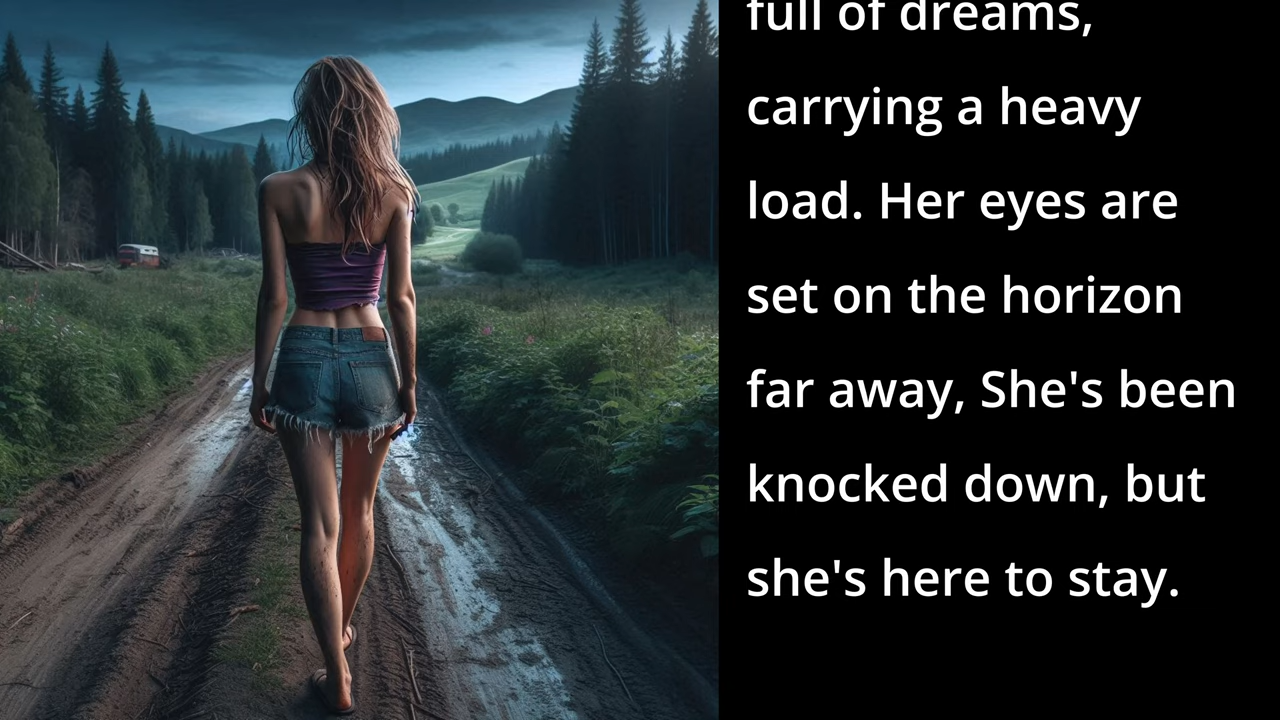 full of dreams,
carrying a heavy
load. Her eyes are
set on the horizon
far away, She's been
knocked down, but
she's here to stay.